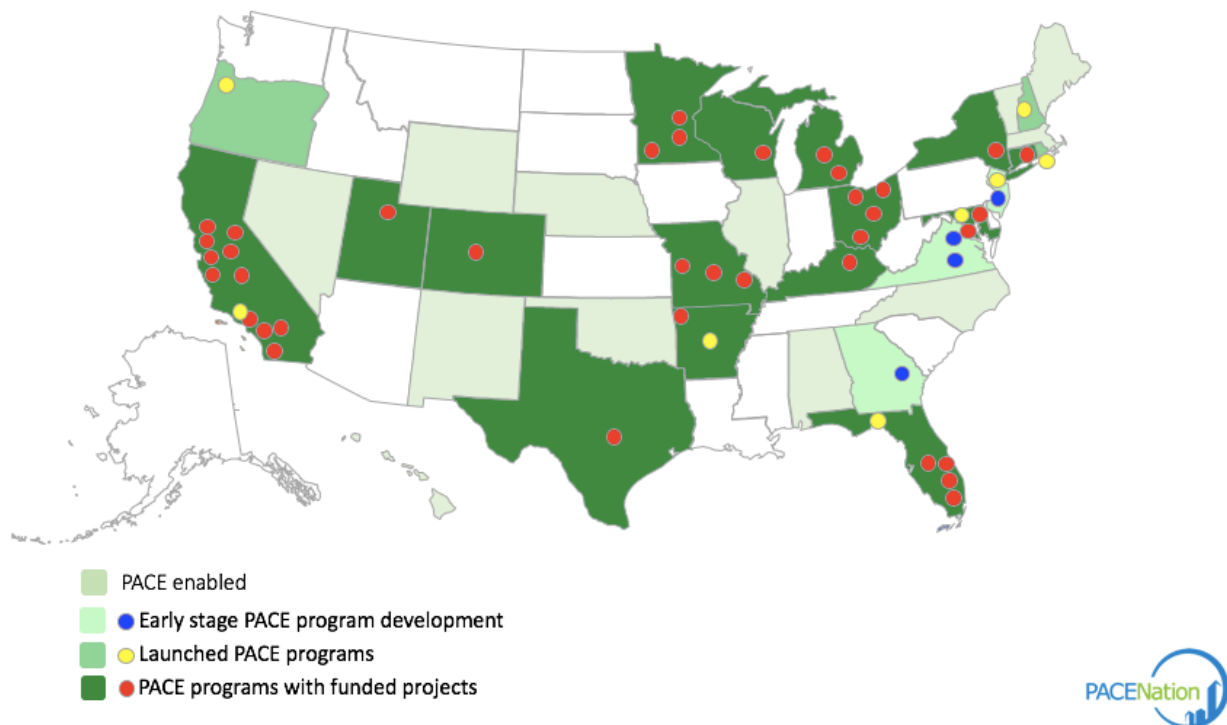 PACE enabled
Early stage PACE program development
Launched PACE programs
PACE programs with funded projects
PACENation